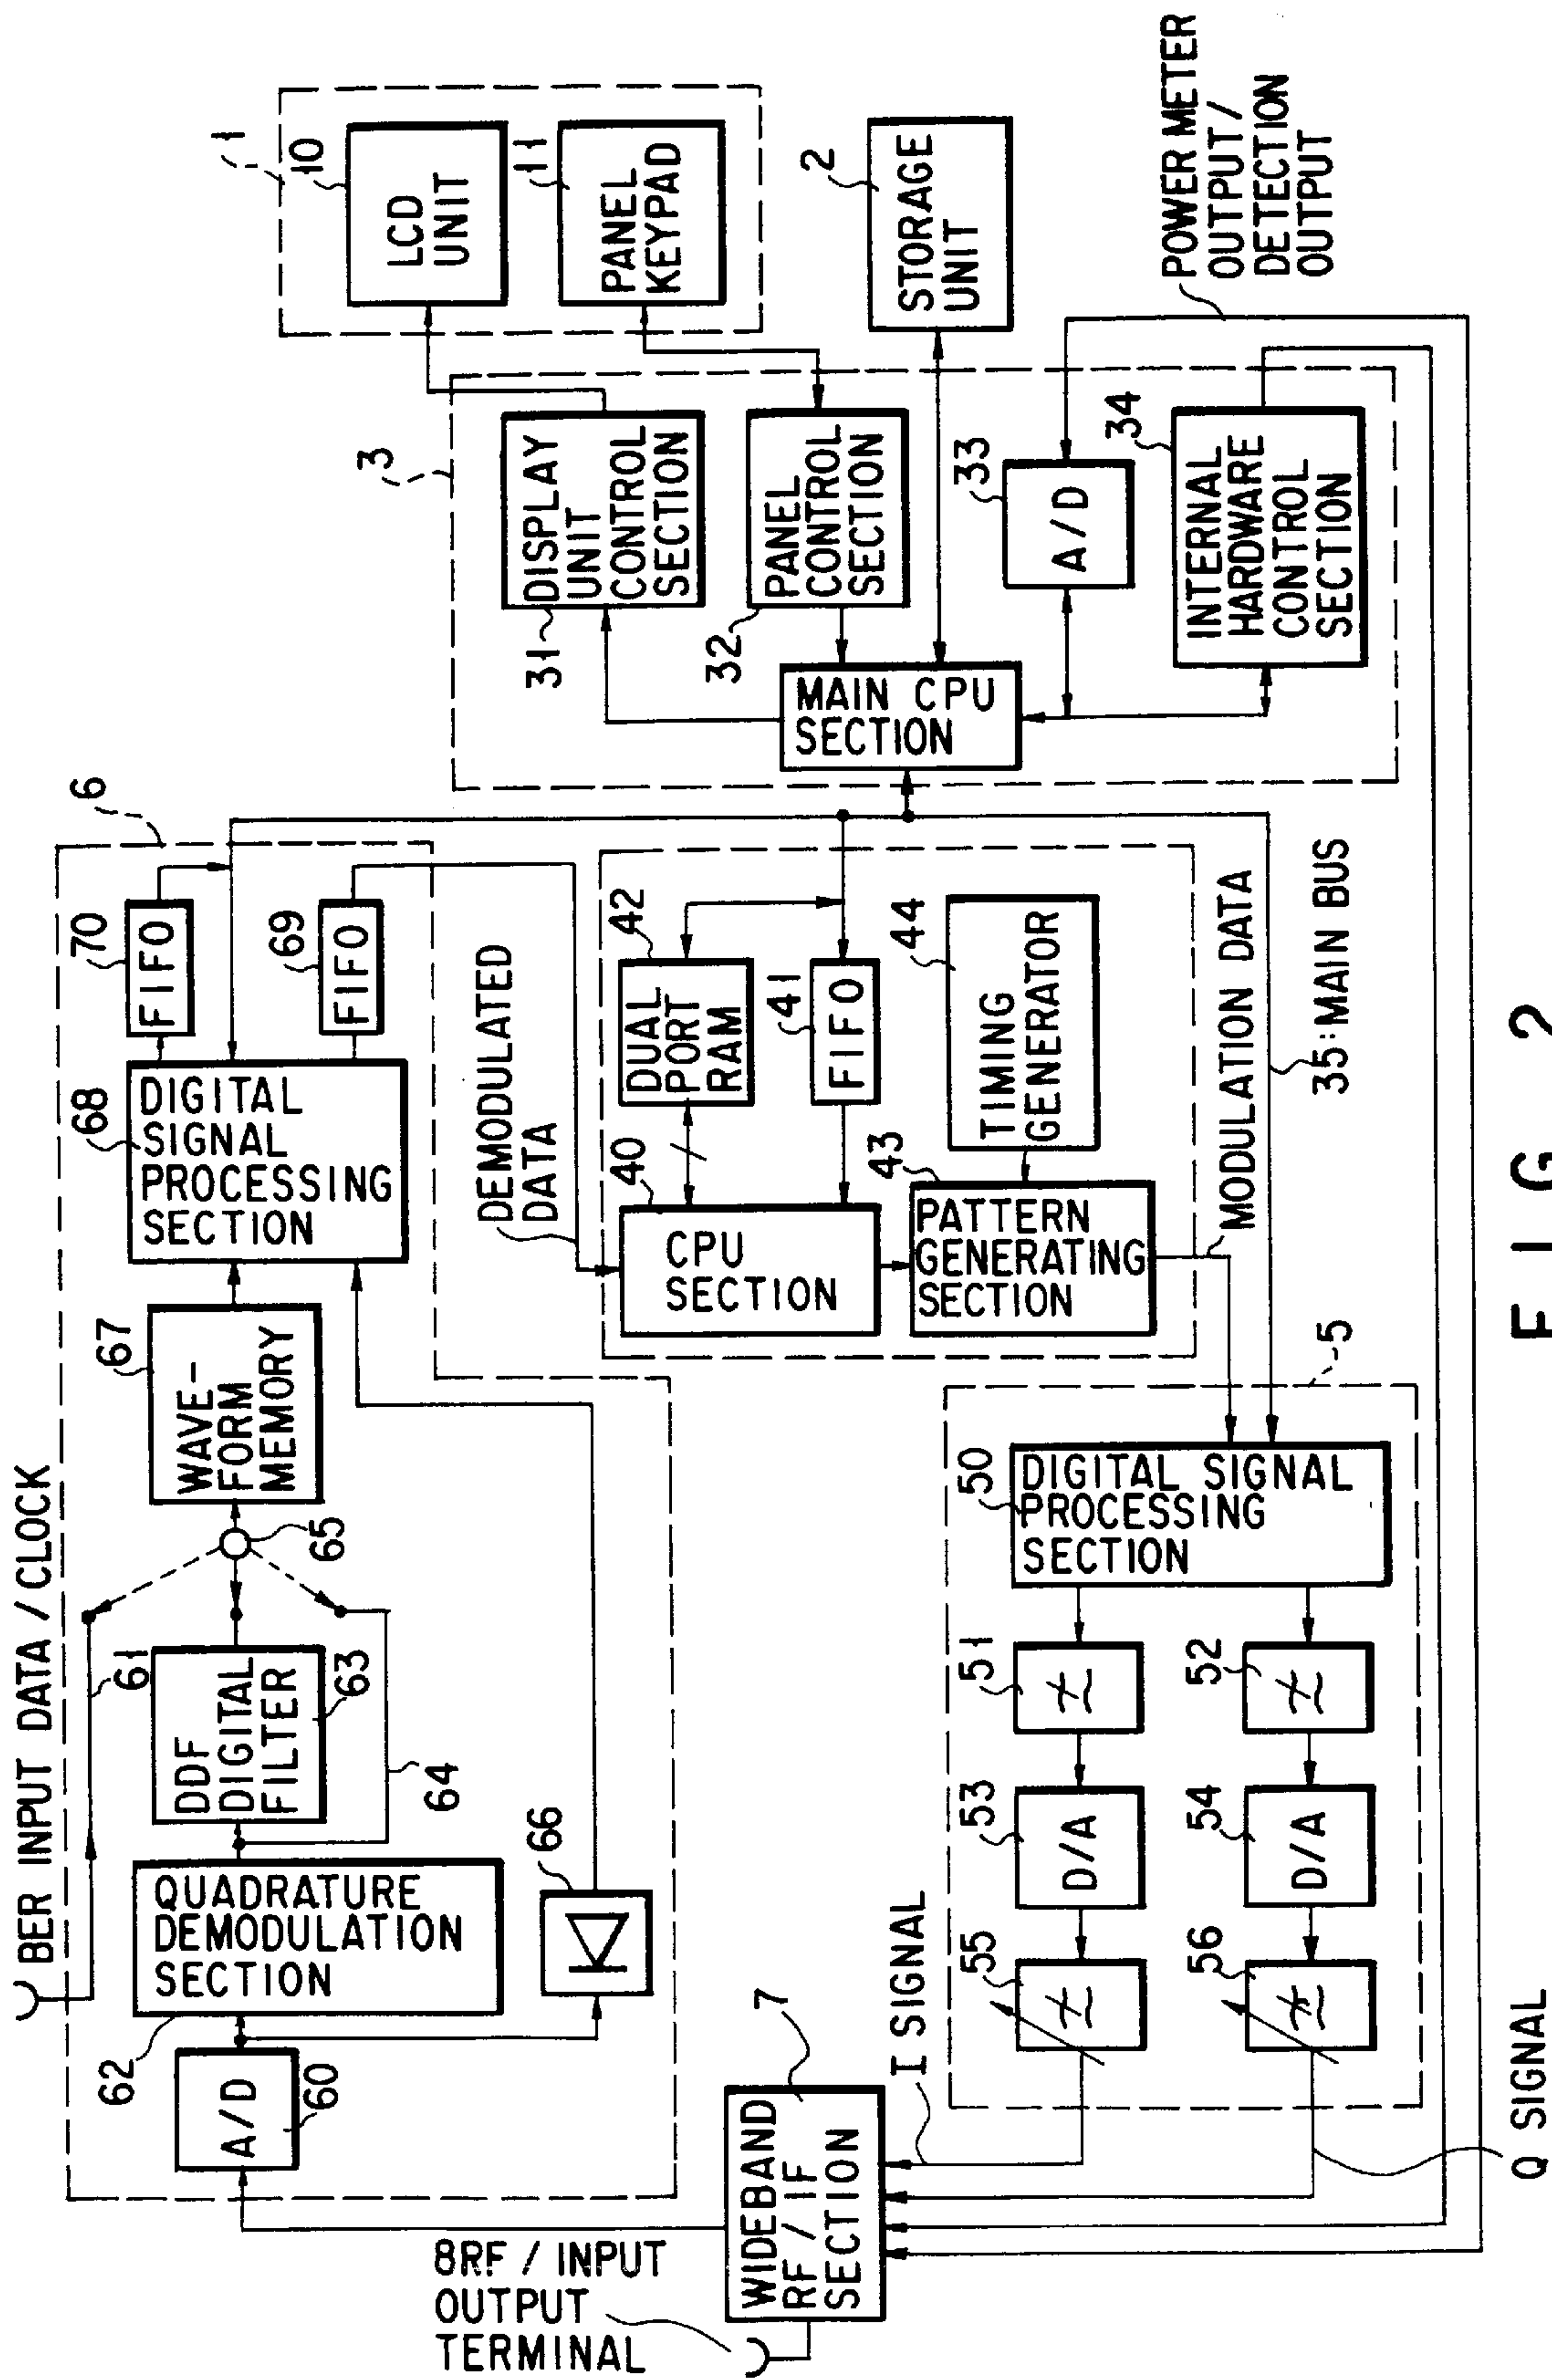 BER INPUT DATA / CLOCK
61
A/D
60
62
QUADRATURE
DEMODULATION
SECTION
DDF
DIGITAL
FILTER
63
64
65
66
67
WAVE-
FORM
MEMORY
68
DIGITAL
SIGNAL
PROCESSING
SECTION
70
FIFO
69
FIFO
6
DEMODULATED
DATA
40
CPU
SECTION
42
DUAL
PORT
RAM
41
FIFO
43
PATTERN
GENERATING
SECTION
44
TIMING
GENERATOR
MODULATION DATA
35:MAIN BUS
3
31
DISPLAY
UNIT
CONTROL
SECTION
32
PANEL
CONTROL
SECTION
MAIN CPU
SECTION
33
A/D
34
INTERNAL
HARDWARE
CONTROL
SECTION
1
10
LCD
UNIT
11
PANEL
KEYPAD
2
STORAGE
UNIT
POWER METER
OUTPUT/
DETECTION
OUTPUT
8RF / INPUT
OUTPUT
TERMINAL
7
WIDEBAND
RF/IF
SECTION
I SIGNAL
Q SIGNAL
5
50
DIGITAL SIGNAL
PROCESSING
SECTION
51
52
53
D/A
54
D/A
55
56
FIG 2